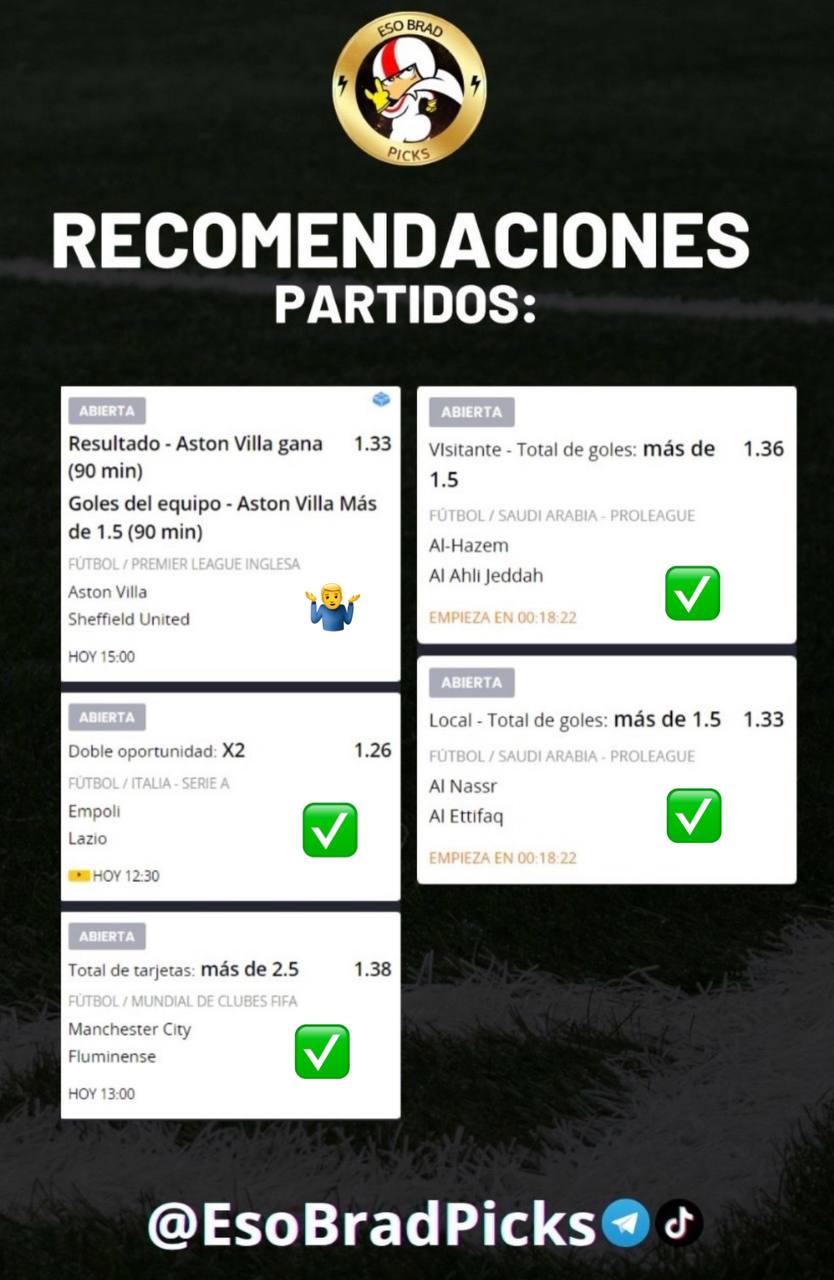 ESO BRAD
PICKS
RECOMENDACIONES
PARTIDOS:
ABIERTA
Resultado - Aston Villa gana 1.33
(90 min)
Goles del equipo - Aston Villa Más
de 1.5 (90 min)
FÚTBOL / PREMIER LEAGUE INGLESA
Aston Villa
Sheffield United
HOY 15:00
ABIERTA
Doble oportunidad: X2 1.26
FÚTBOL / ITALIA - SERIE A
Empoli
Lazio
HOY 12:30
ABIERTA
Total de tarjetas: más de 2.5 1.38
FÚTBOL / MUNDIAL DE CLUBES FIFA
Manchester City
Fluminense
HOY 13:00
ABIERTA
VIsitante - Total de goles: más de 1.36
1.5
FÚTBOL / SAUDI ARABIA - PROLEAGUE
Al-Hazem
Al Ahli Jeddah
EMPIEZA EN 00:18:22
ABIERTA
Local - Total de goles: más de 1.5 1.33
FÚTBOL / SAUDI ARABIA - PROLEAGUE
Al Nassr
Al Ettifaq
EMPIEZA EN 00:18:22
@EsoBradPicks